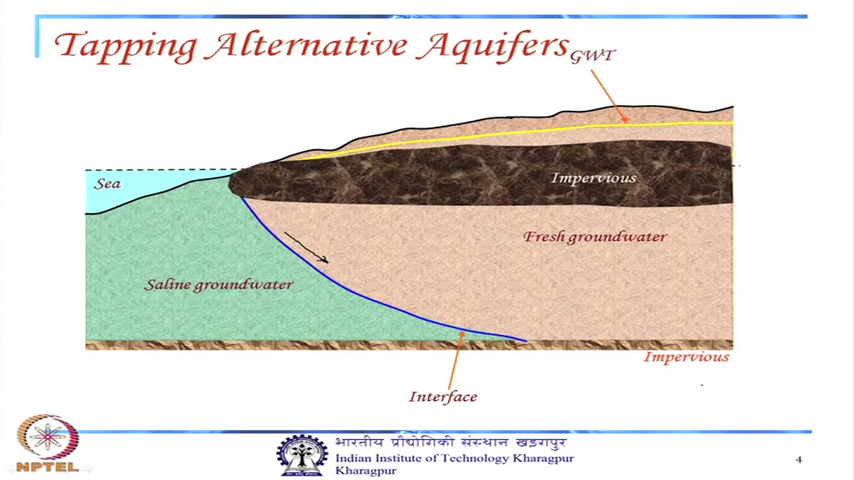 Tapping Alternative Aquifers
GWT
Sea
Impervious
Fresh groundwater
Saline groundwater
Impervious
Interface
NPTEL
भारतीय प्रौद्योगिकी संस्थान खड़गपुर
Indian Institute of Technology Kharagpur
Kharagpur
4